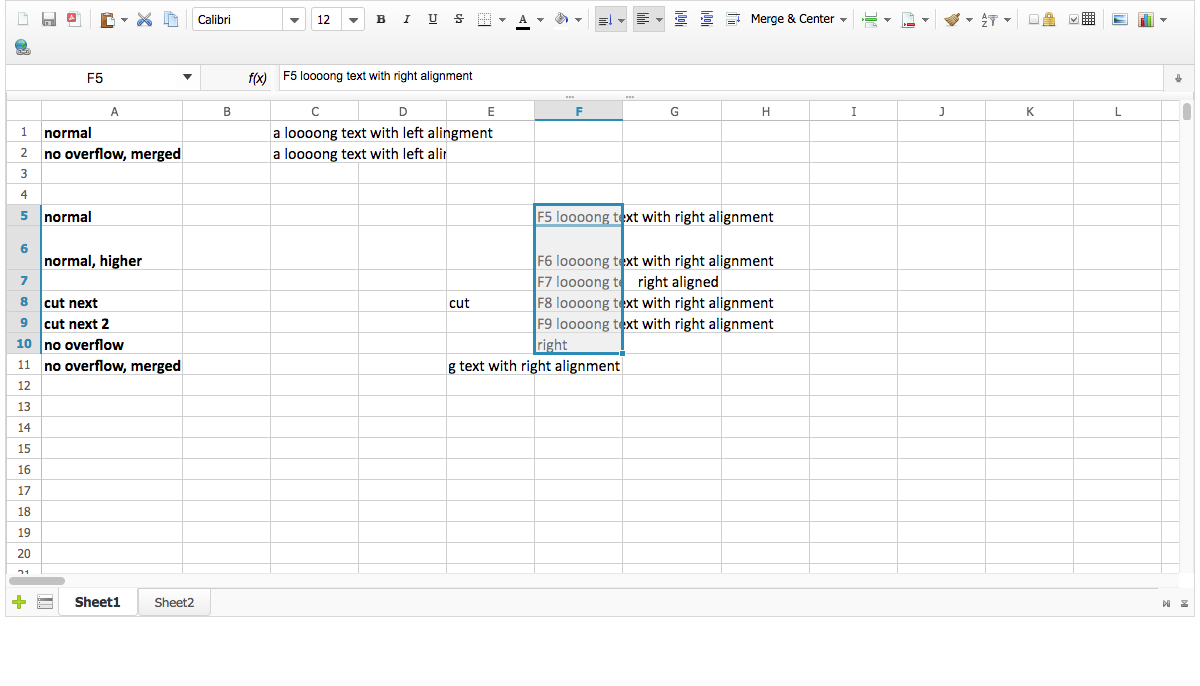 Calibri 12 B I U S A Merge & Center A Z
F5 f(x) F5 loooong text with right alignment
A B C D E F G H I J K L
1 normal a loooong text with left alingment
2 no overflow, merged a loooong text with left alir
3
4
5 normal F5 loooong text with right alignment
6 normal, higher F6 loooong text with right alignment
7 F7 loooong te right aligned
8 cut next cut F8 loooong text with right alignment
9 cut next 2 F9 loooong text with right alignment
10 no overflow right
11 no overflow, merged g text with right alignment
12
13
14
15
16
17
18
19
20
21
Sheet1 Sheet2